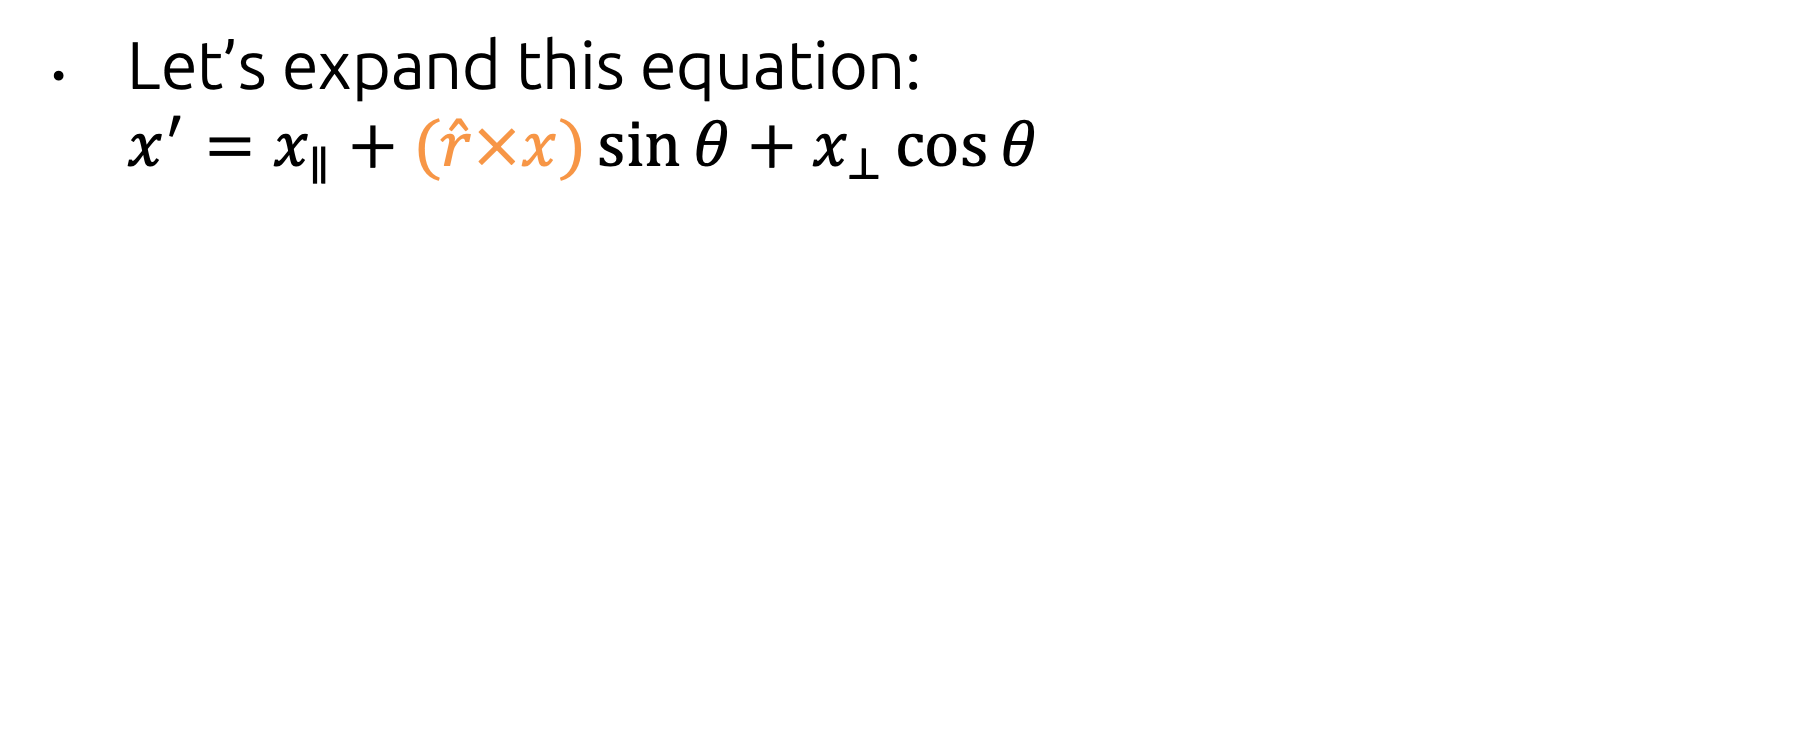 • Let’s expand this equation:
x′ = x∥ + (r̂×x) sin θ + x⊥ cos θ